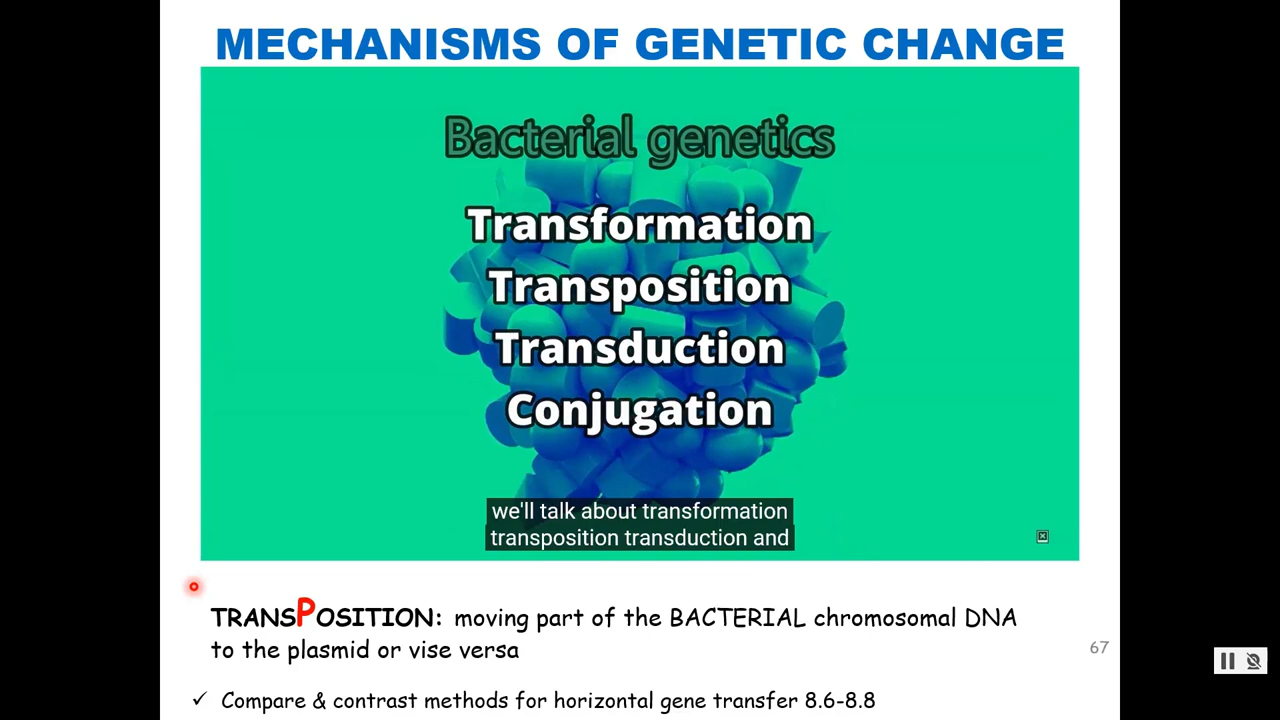 MECHANISMS OF GENETIC CHANGE
Bacterial genetics
Transformation
Transposition
Transduction
Conjugation
we'll talk about transformation
transposition transduction and
TRANSPOSITION: moving part of the BACTERIAL chromosomal DNA
to the plasmid or vise versa
67
✓ Compare & contrast methods for horizontal gene transfer 8.6-8.8